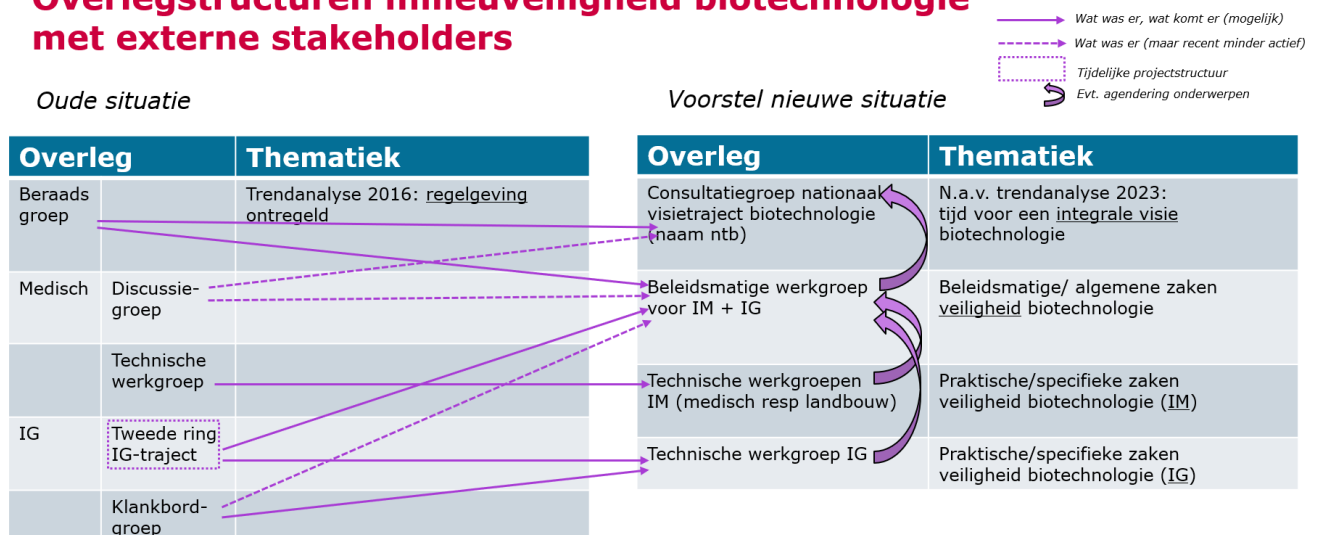 Overlegstructuren milieuveiligheid biotechnologie
met externe stakeholders
Wat was er, wat komt er (mogelijk)
Wat was er (maar recent minder actief)
Tijdelijke projectstructuur
Evt. agendering onderwerpen
Oude situatie
Overleg
Thematiek
Beraads
groep
Trendanalyse 2016: regelgeving
ontregeld
Medisch
Discussie-
groep
Technische
werkgroep
IG
Tweede ring
IG-traject
Klankbord-
groep
Voorstel nieuwe situatie
Overleg
Thematiek
Consultatiegroep nationaal
visietraject biotechnologie
(naam ntb)
N.a.v. trendanalyse 2023:
tijd voor een integrale visie
biotechnologie
Beleidsmatige werkgroep
voor IM + IG
Beleidsmatige/ algemene zaken
veiligheid biotechnologie
Technische werkgroepen
IM (medisch resp landbouw)
Praktische/specifieke zaken
veiligheid biotechnologie (IM)
Technische werkgroep IG
Praktische/specifieke zaken
veiligheid biotechnologie (IG)